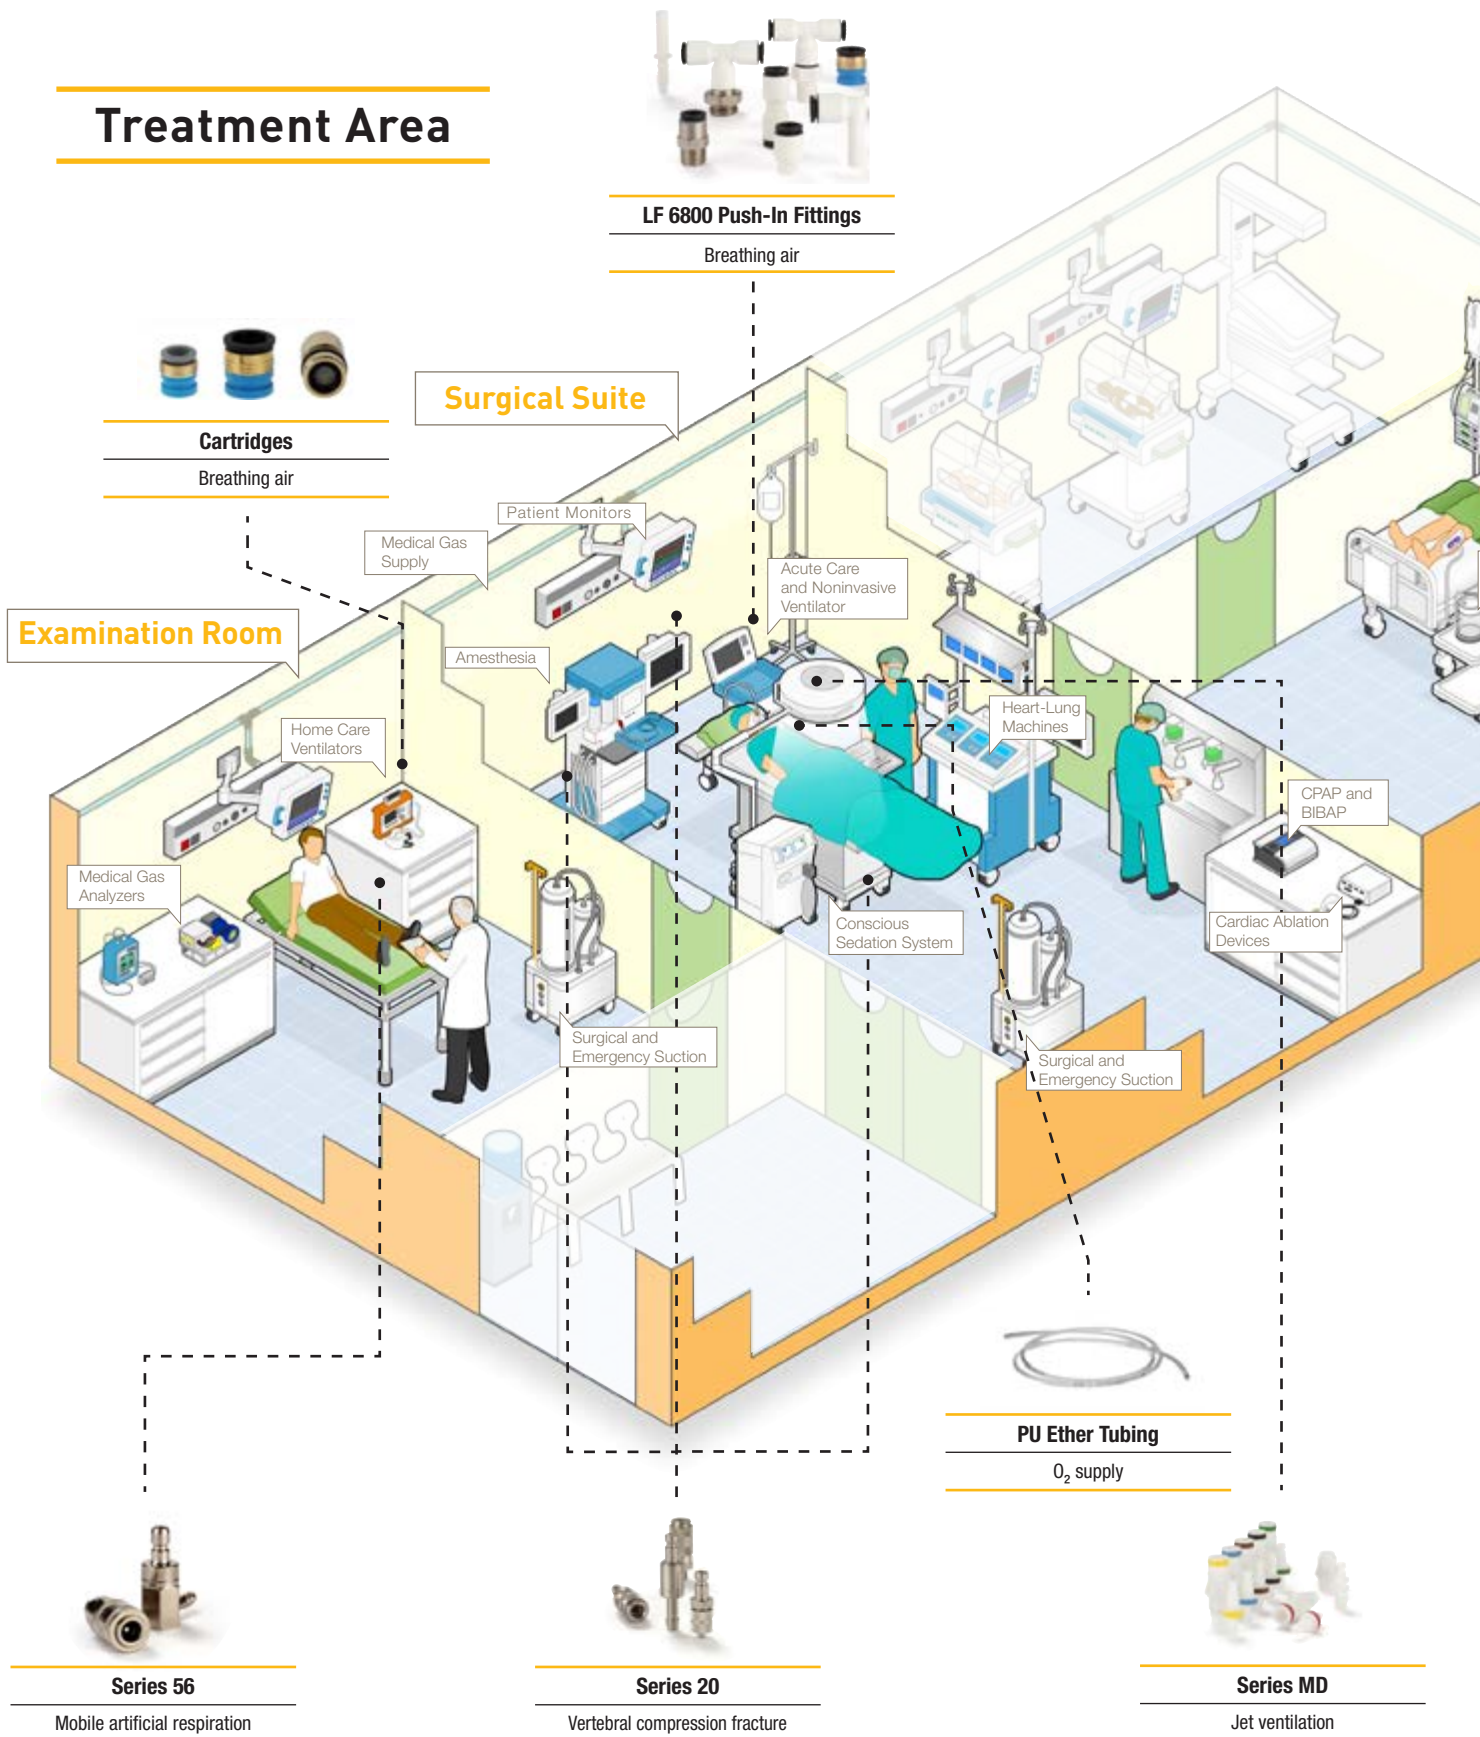 Treatment Area
LF 6800 Push-In Fittings
Breathing air
Cartridges
Breathing air
Surgical Suite
Patient Monitors
Medical Gas
Supply
Acute Care
and Noninvasive
Ventilator
Examination Room
Amesthesia
Home Care
Ventilators
Heart-Lung
Machines
CPAP and
BIBAP
Medical Gas
Analyzers
Conscious
Sedation System
Cardiac Ablation
Devices
Surgical and
Emergency Suction
Surgical and
Emergency Suction
PU Ether Tubing
O₂ supply
Series 56
Mobile artificial respiration
Series 20
Vertebral compression fracture
Series MD
Jet ventilation